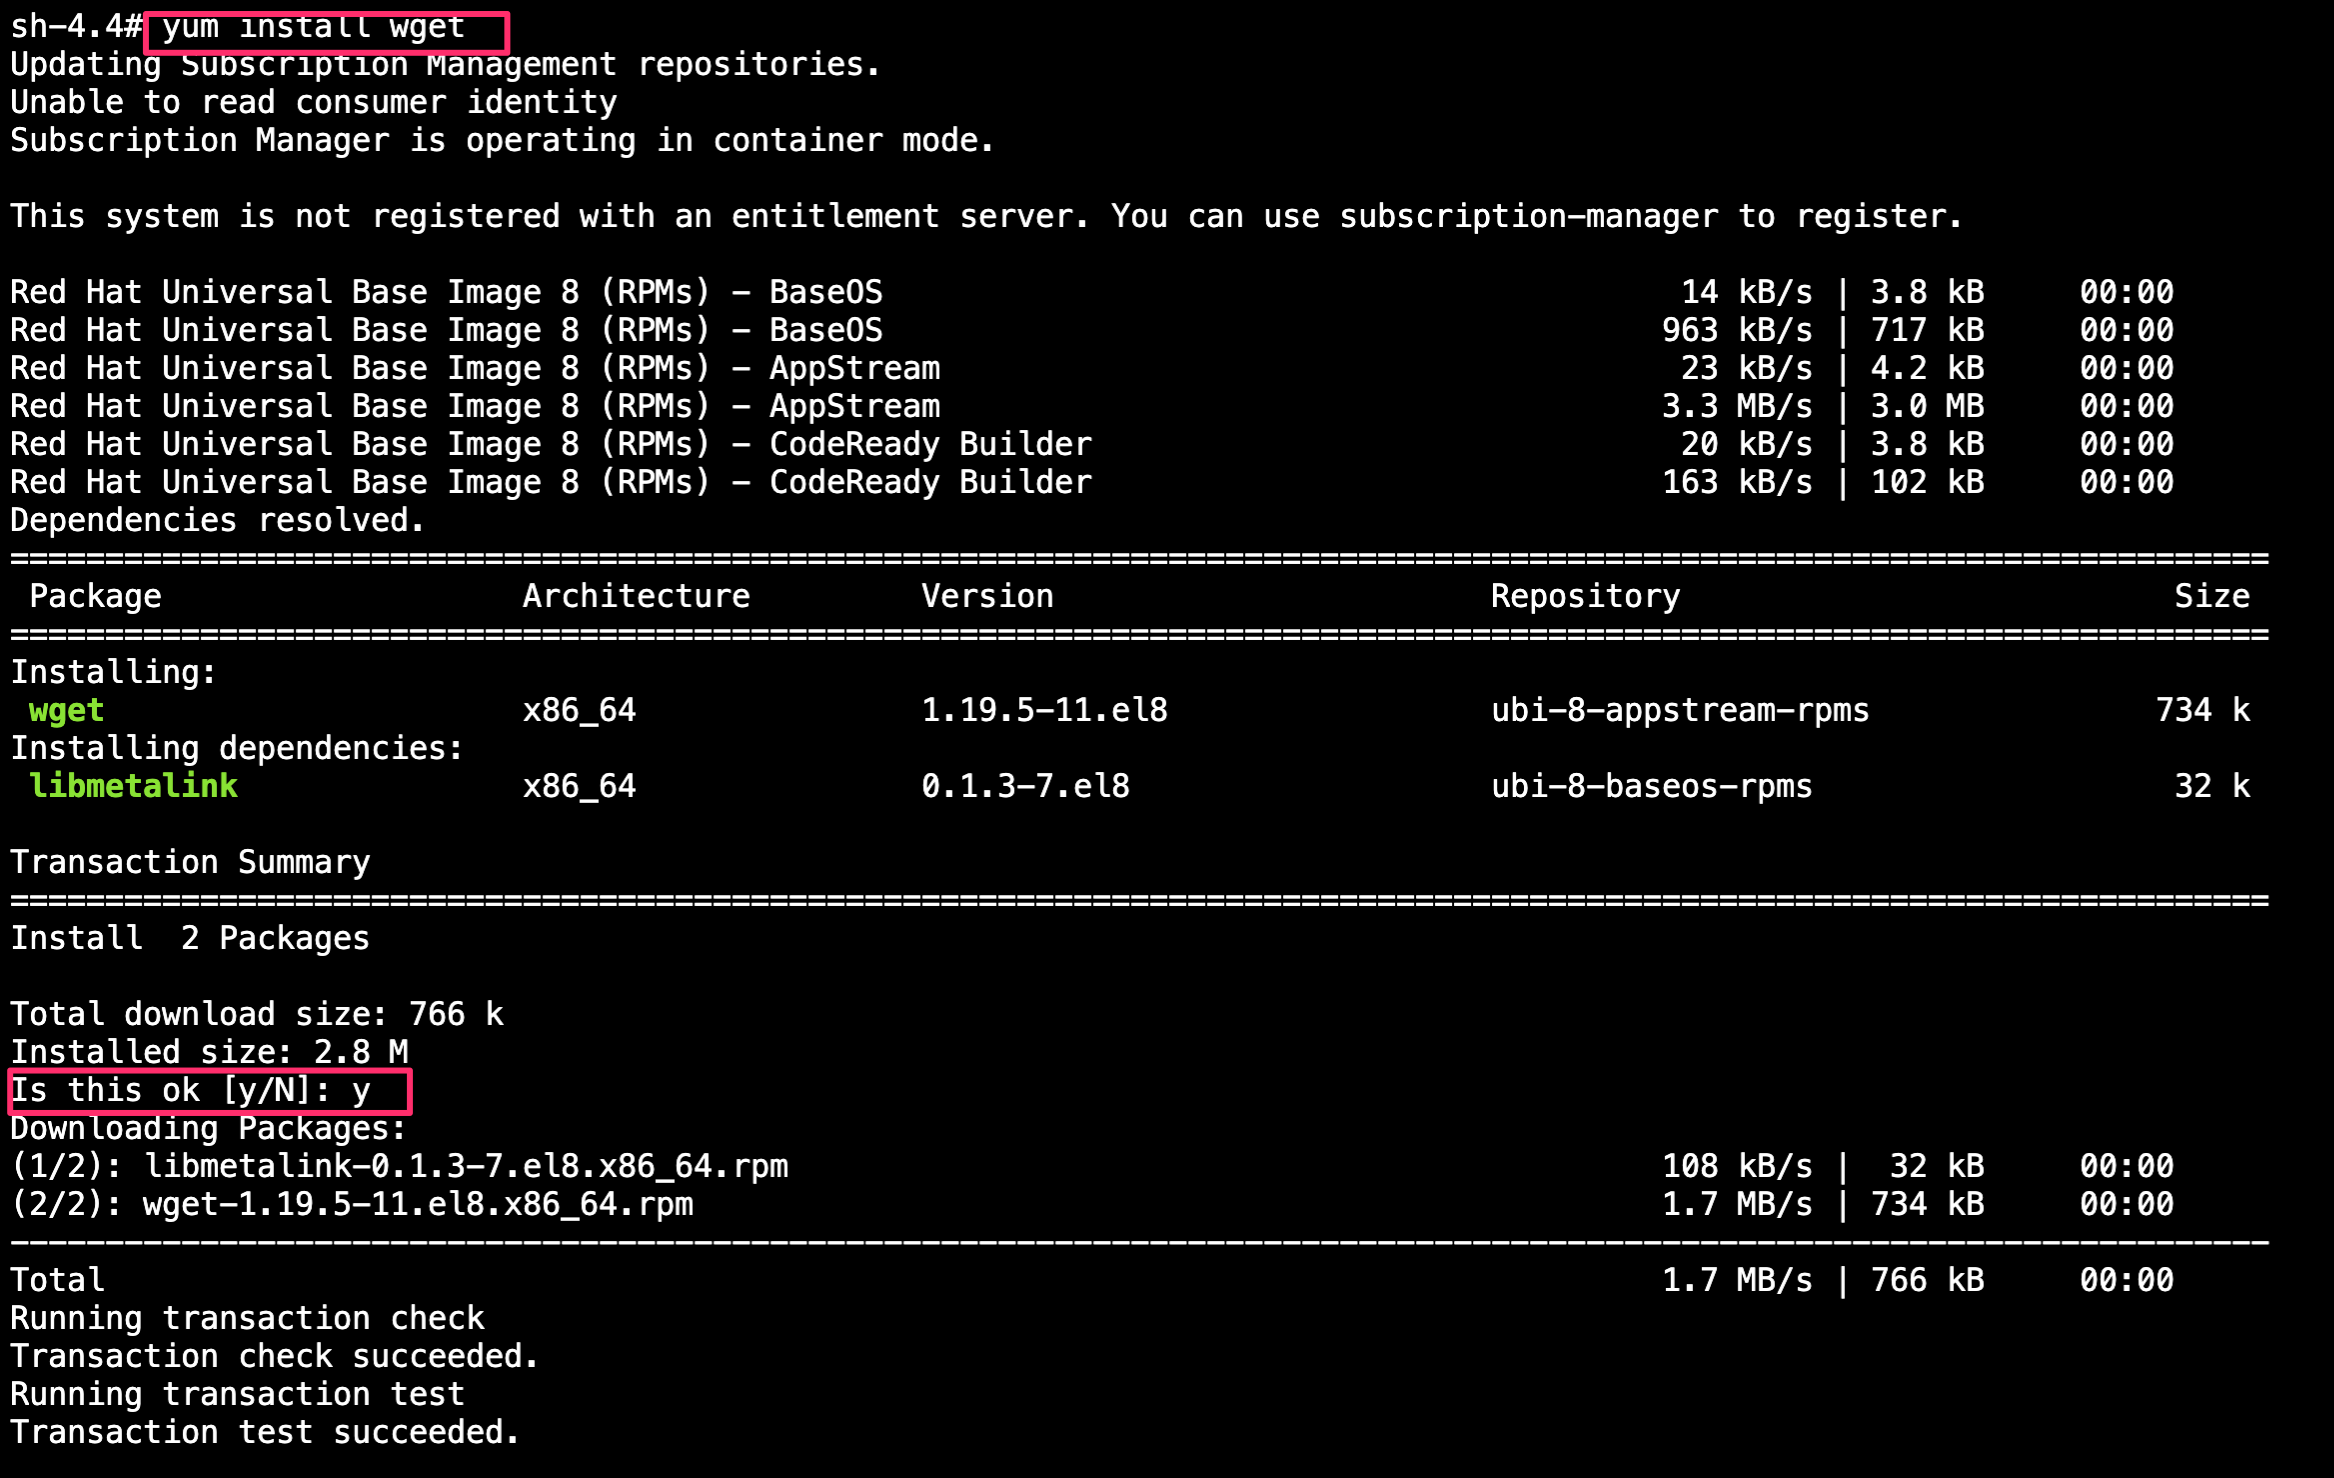 sh-4.4# yum install wget
Updating Subscription Management repositories.
Unable to read consumer identity
Subscription Manager is operating in container mode.
This system is not registered with an entitlement server. You can use subscription-manager to register.
Red Hat Universal Base Image 8 (RPMs) - BaseOS 14 kB/s | 3.8 kB 00:00
Red Hat Universal Base Image 8 (RPMs) - BaseOS 963 kB/s | 717 kB 00:00
Red Hat Universal Base Image 8 (RPMs) - AppStream 23 kB/s | 4.2 kB 00:00
Red Hat Universal Base Image 8 (RPMs) - AppStream 3.3 MB/s | 3.0 MB 00:00
Red Hat Universal Base Image 8 (RPMs) - CodeReady Builder 20 kB/s | 3.8 kB 00:00
Red Hat Universal Base Image 8 (RPMs) - CodeReady Builder 163 kB/s | 102 kB 00:00
Dependencies resolved.
Package Architecture Version Repository Size
Installing:
wget x86_64 1.19.5-11.el8 ubi-8-appstream-rpms 734 k
Installing dependencies:
libmetalink x86_64 0.1.3-7.el8 ubi-8-baseos-rpms 32 k
Transaction Summary
Install 2 Packages
Total download size: 766 k
Installed size: 2.8 M
Is this ok [y/N]: y
Downloading Packages:
(1/2): libmetalink-0.1.3-7.el8.x86_64.rpm 108 kB/s | 32 kB 00:00
(2/2): wget-1.19.5-11.el8.x86_64.rpm 1.7 MB/s | 734 kB 00:00
Total 1.7 MB/s | 766 kB 00:00
Running transaction check
Transaction check succeeded.
Running transaction test
Transaction test succeeded.